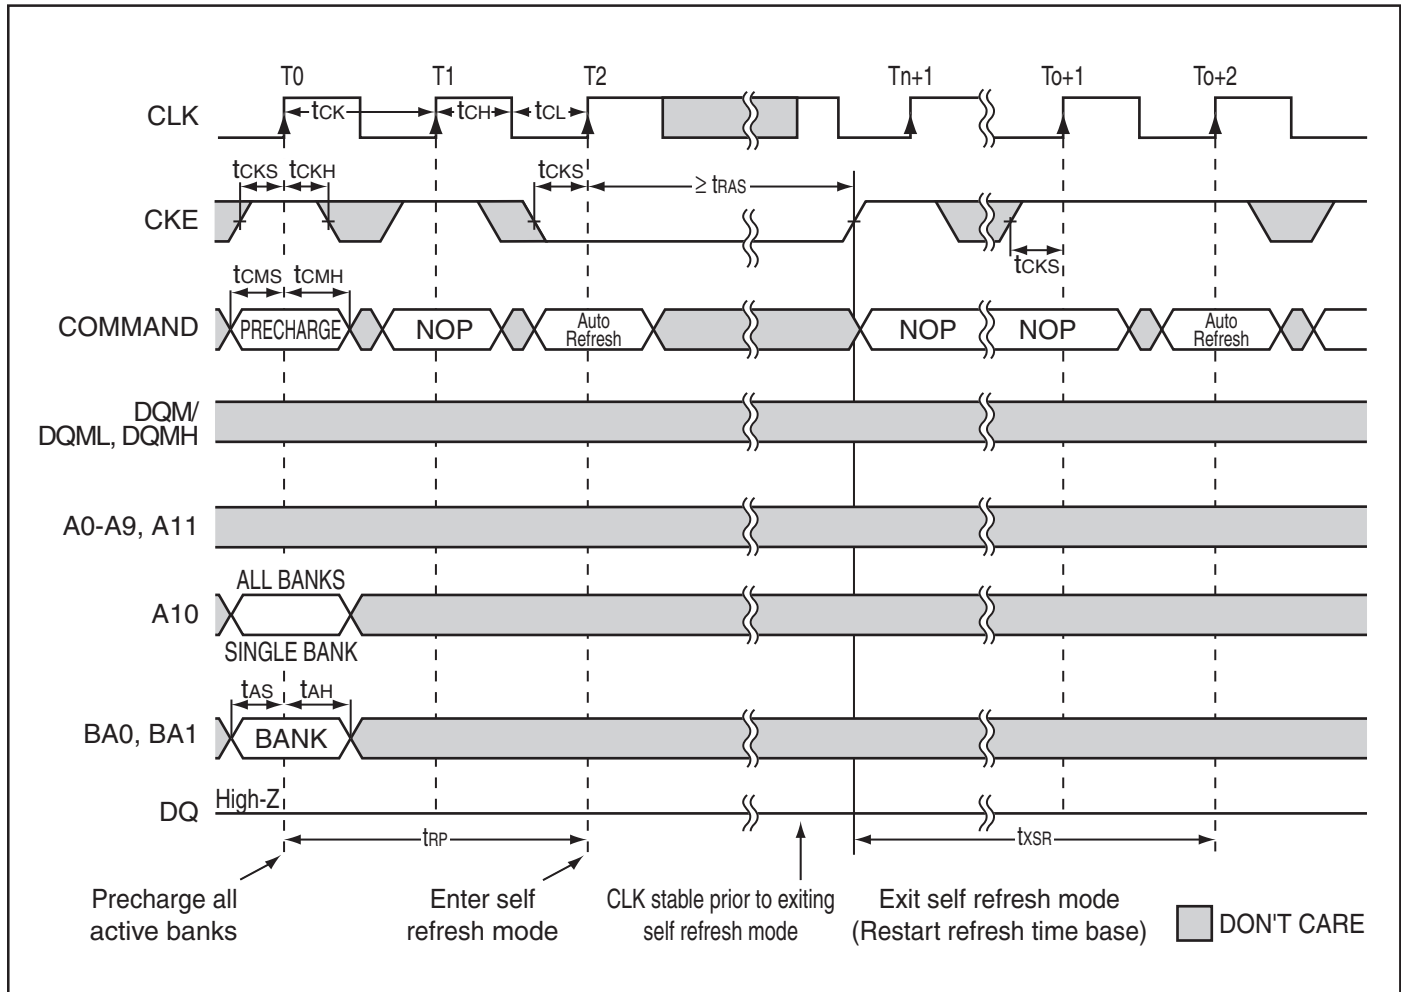 T0 T1 T2 Tn+1 To+1 To+2
CLK tCK tCH tCL
tCKS tCKH tCKS ≥ tRAS
CKE
tCKS
tCMS tCMH
COMMAND PRECHARGE NOP Auto Refresh NOP NOP Auto Refresh
DQM/
DQML, DQMH
A0-A9, A11
ALL BANKS
A10
SINGLE BANK
tAS tAH
BA0, BA1 BANK
High-Z
DQ
tRP tXSR
Precharge all
active banks
Enter self
refresh mode
CLK stable prior to exiting
self refresh mode
Exit self refresh mode
(Restart refresh time base)
DON'T CARE